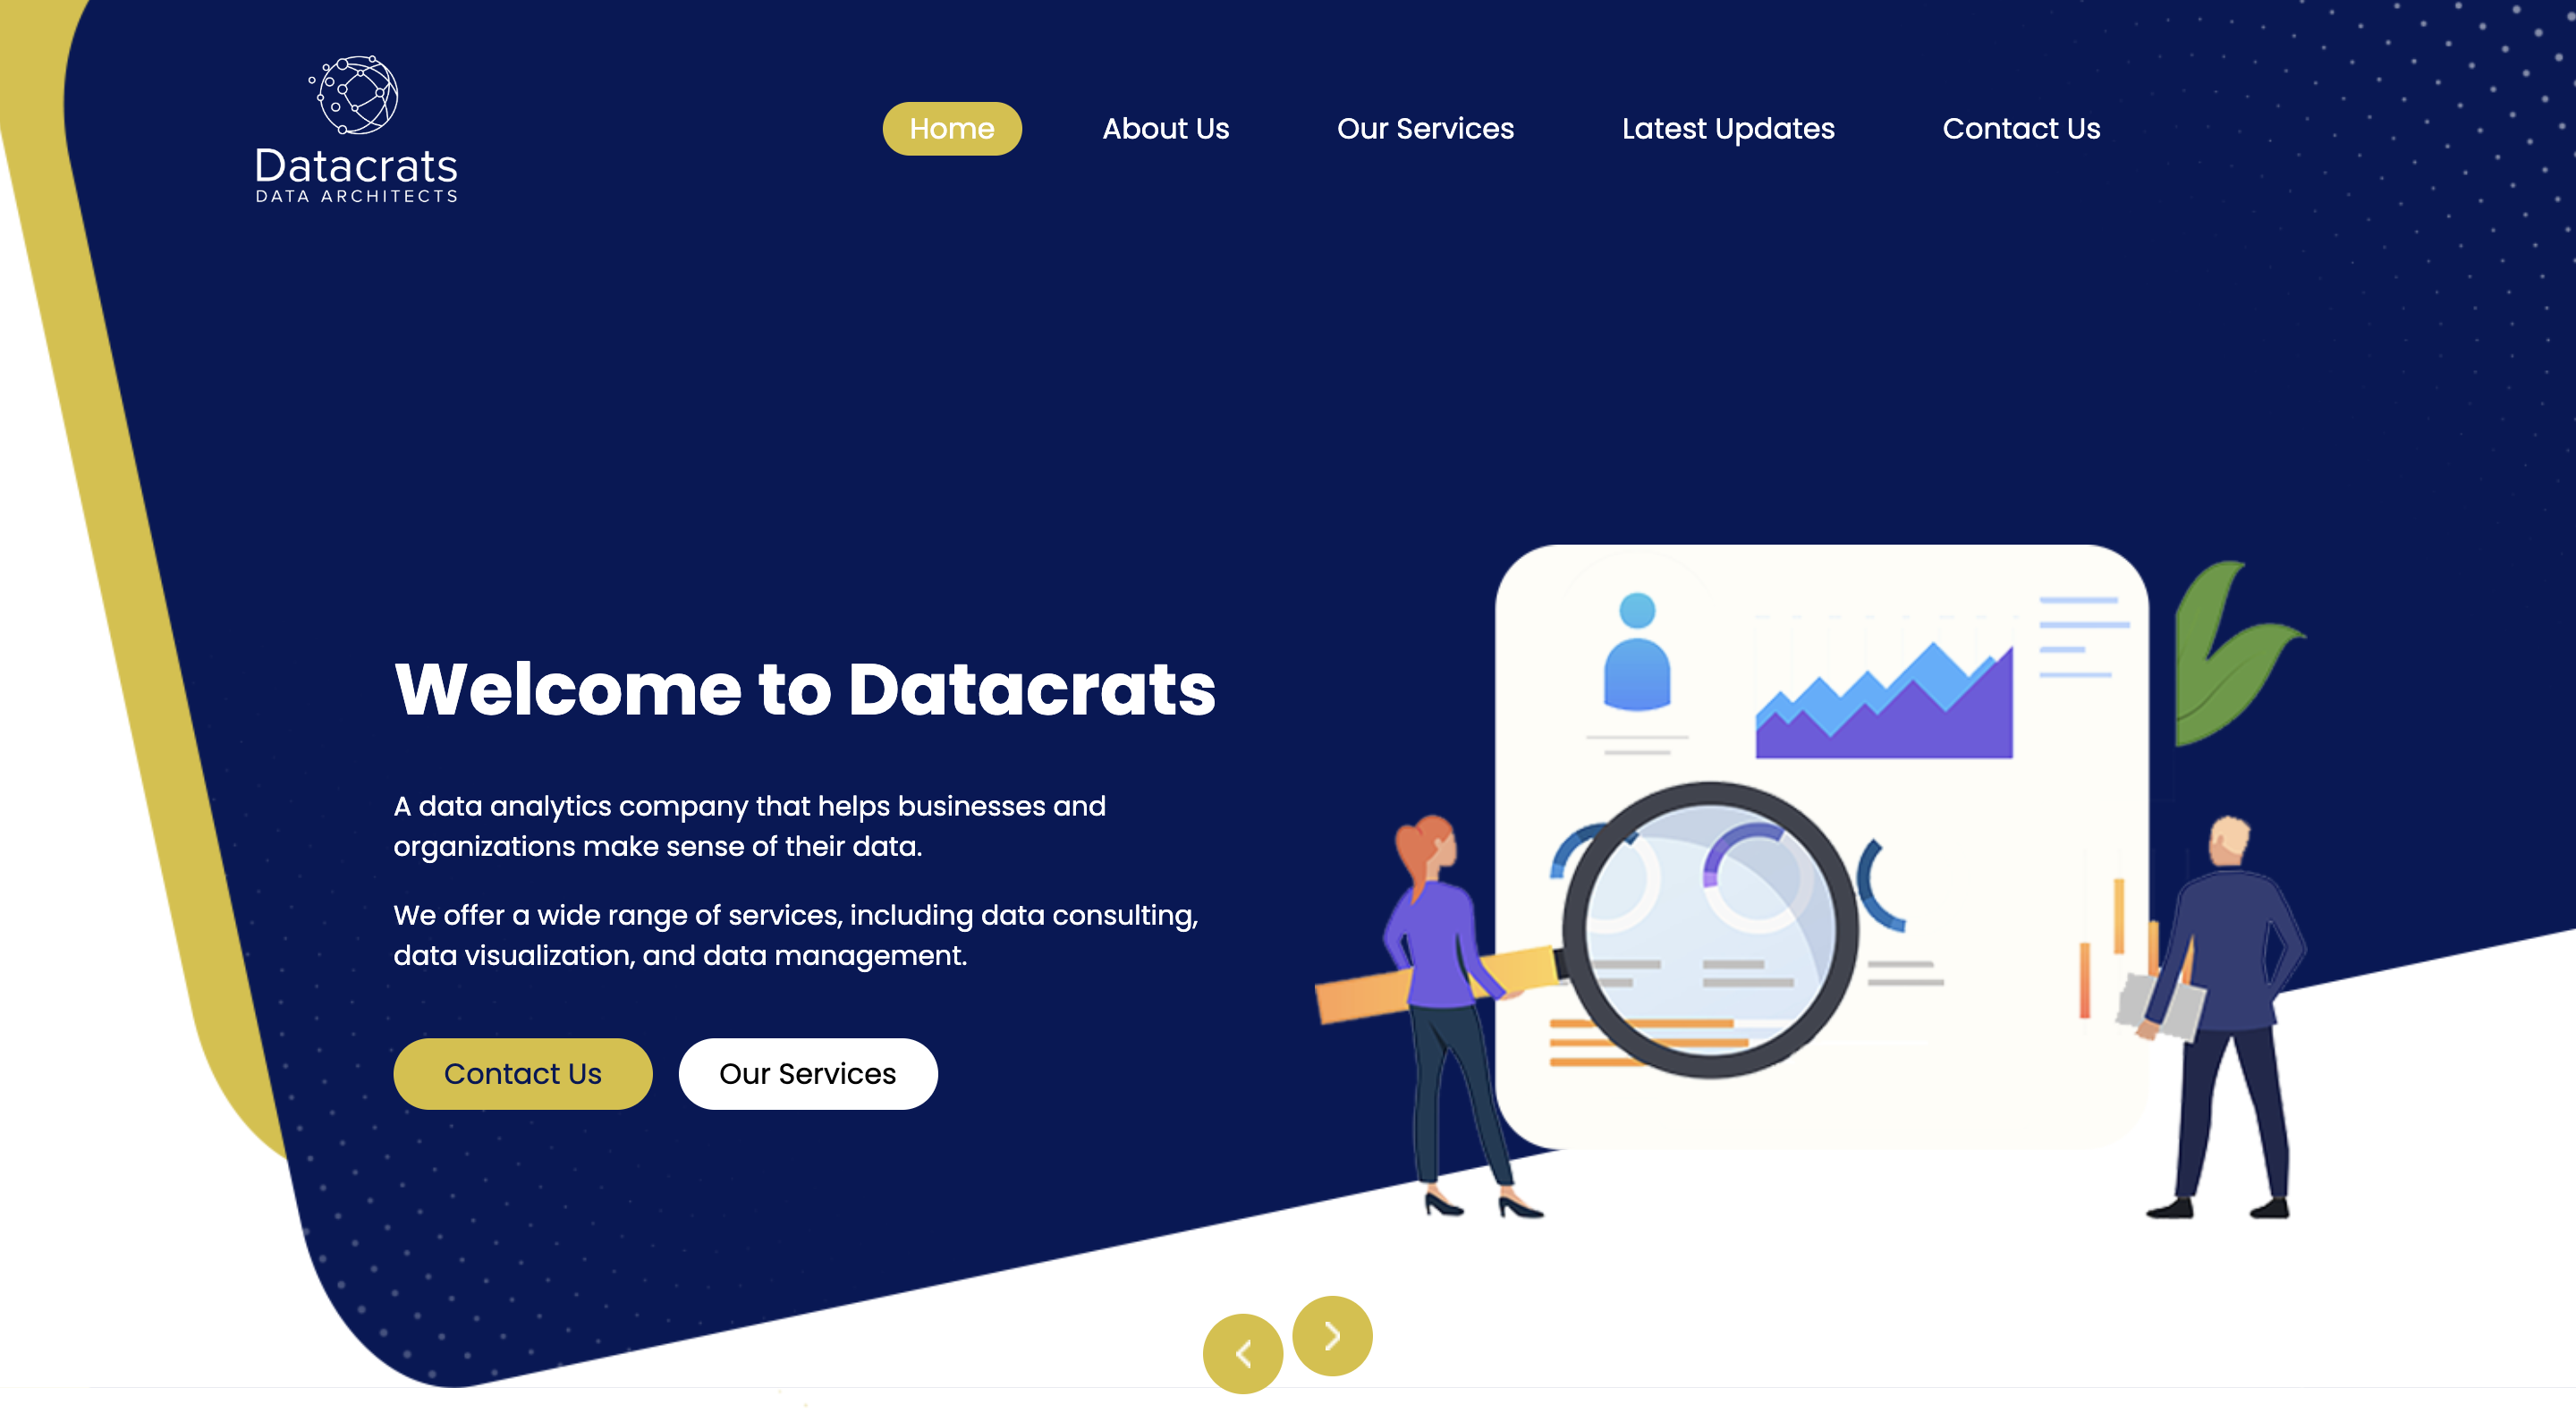 Datacrats
DATA ARCHITECTS
Home
About Us
Our Services
Latest Updates
Contact Us
Welcome to Datacrats
A data analytics company that helps businesses and
organizations make sense of their data.
We offer a wide range of services, including data consulting,
data visualization, and data management.
Contact Us
Our Services